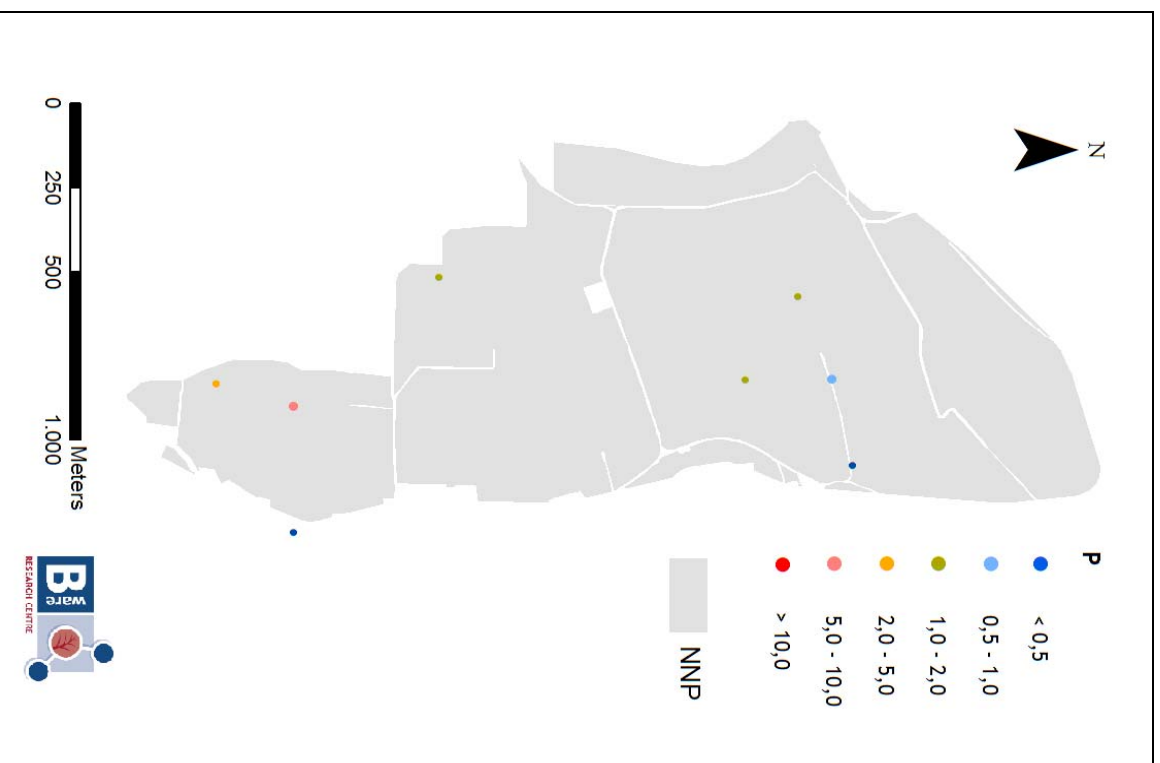 N
P
< 0,5
0,5 - 1,0
1,0 - 2,0
2,0 - 5,0
5,0 - 10,0
> 10,0
NNP
0 250 500 1.000
Meters
B
ware
RESEARCH CENTRE